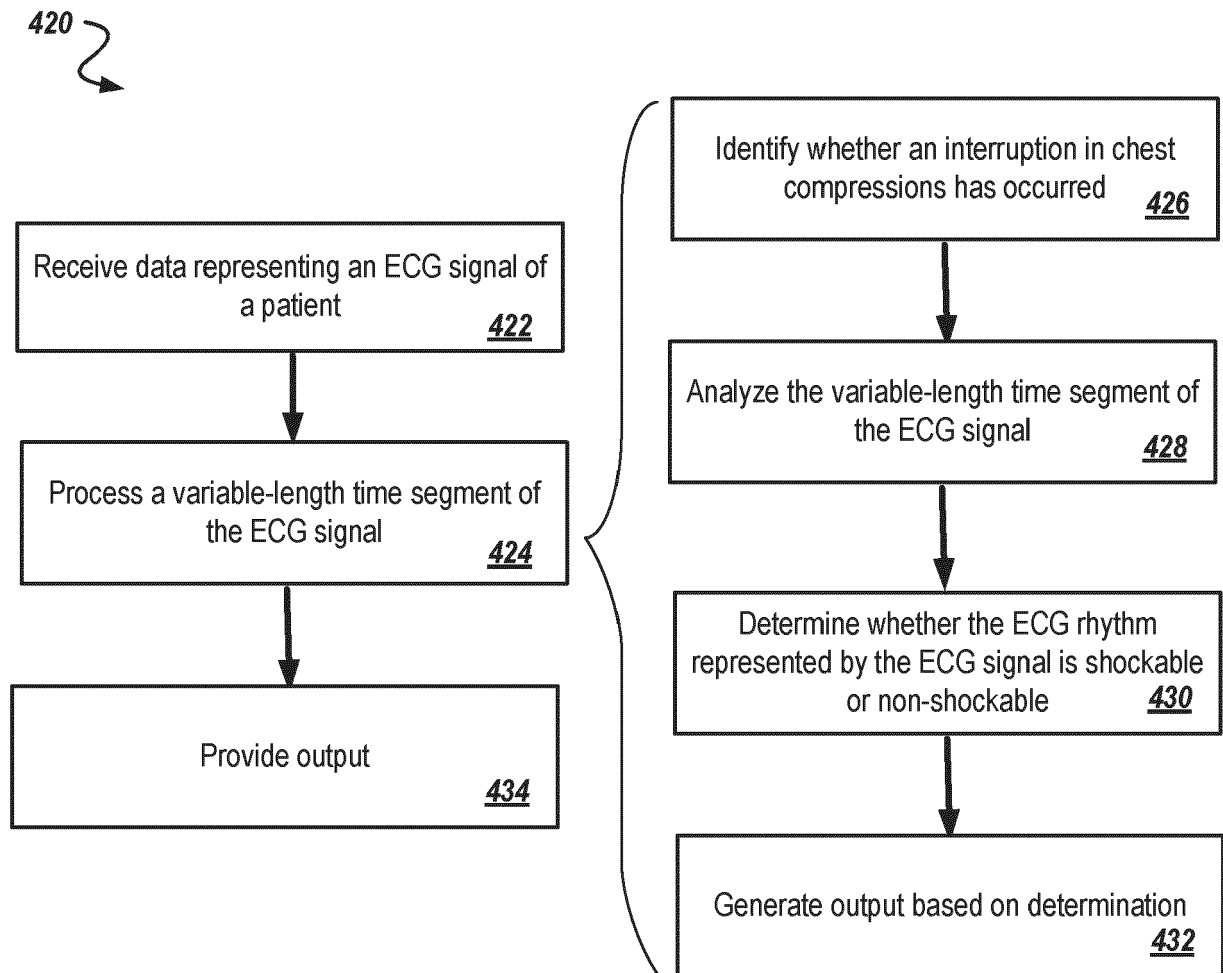 420
Receive data representing an ECG signal of
a patient
422
Process a variable-length time segment of
the ECG signal
424
Provide output
434
Identify whether an interruption in chest
compressions has occurred
426
Analyze the variable-length time segment of
the ECG signal
428
Determine whether the ECG rhythm
represented by the ECG signal is shockable
or non-shockable 430
Generate output based on determination
432